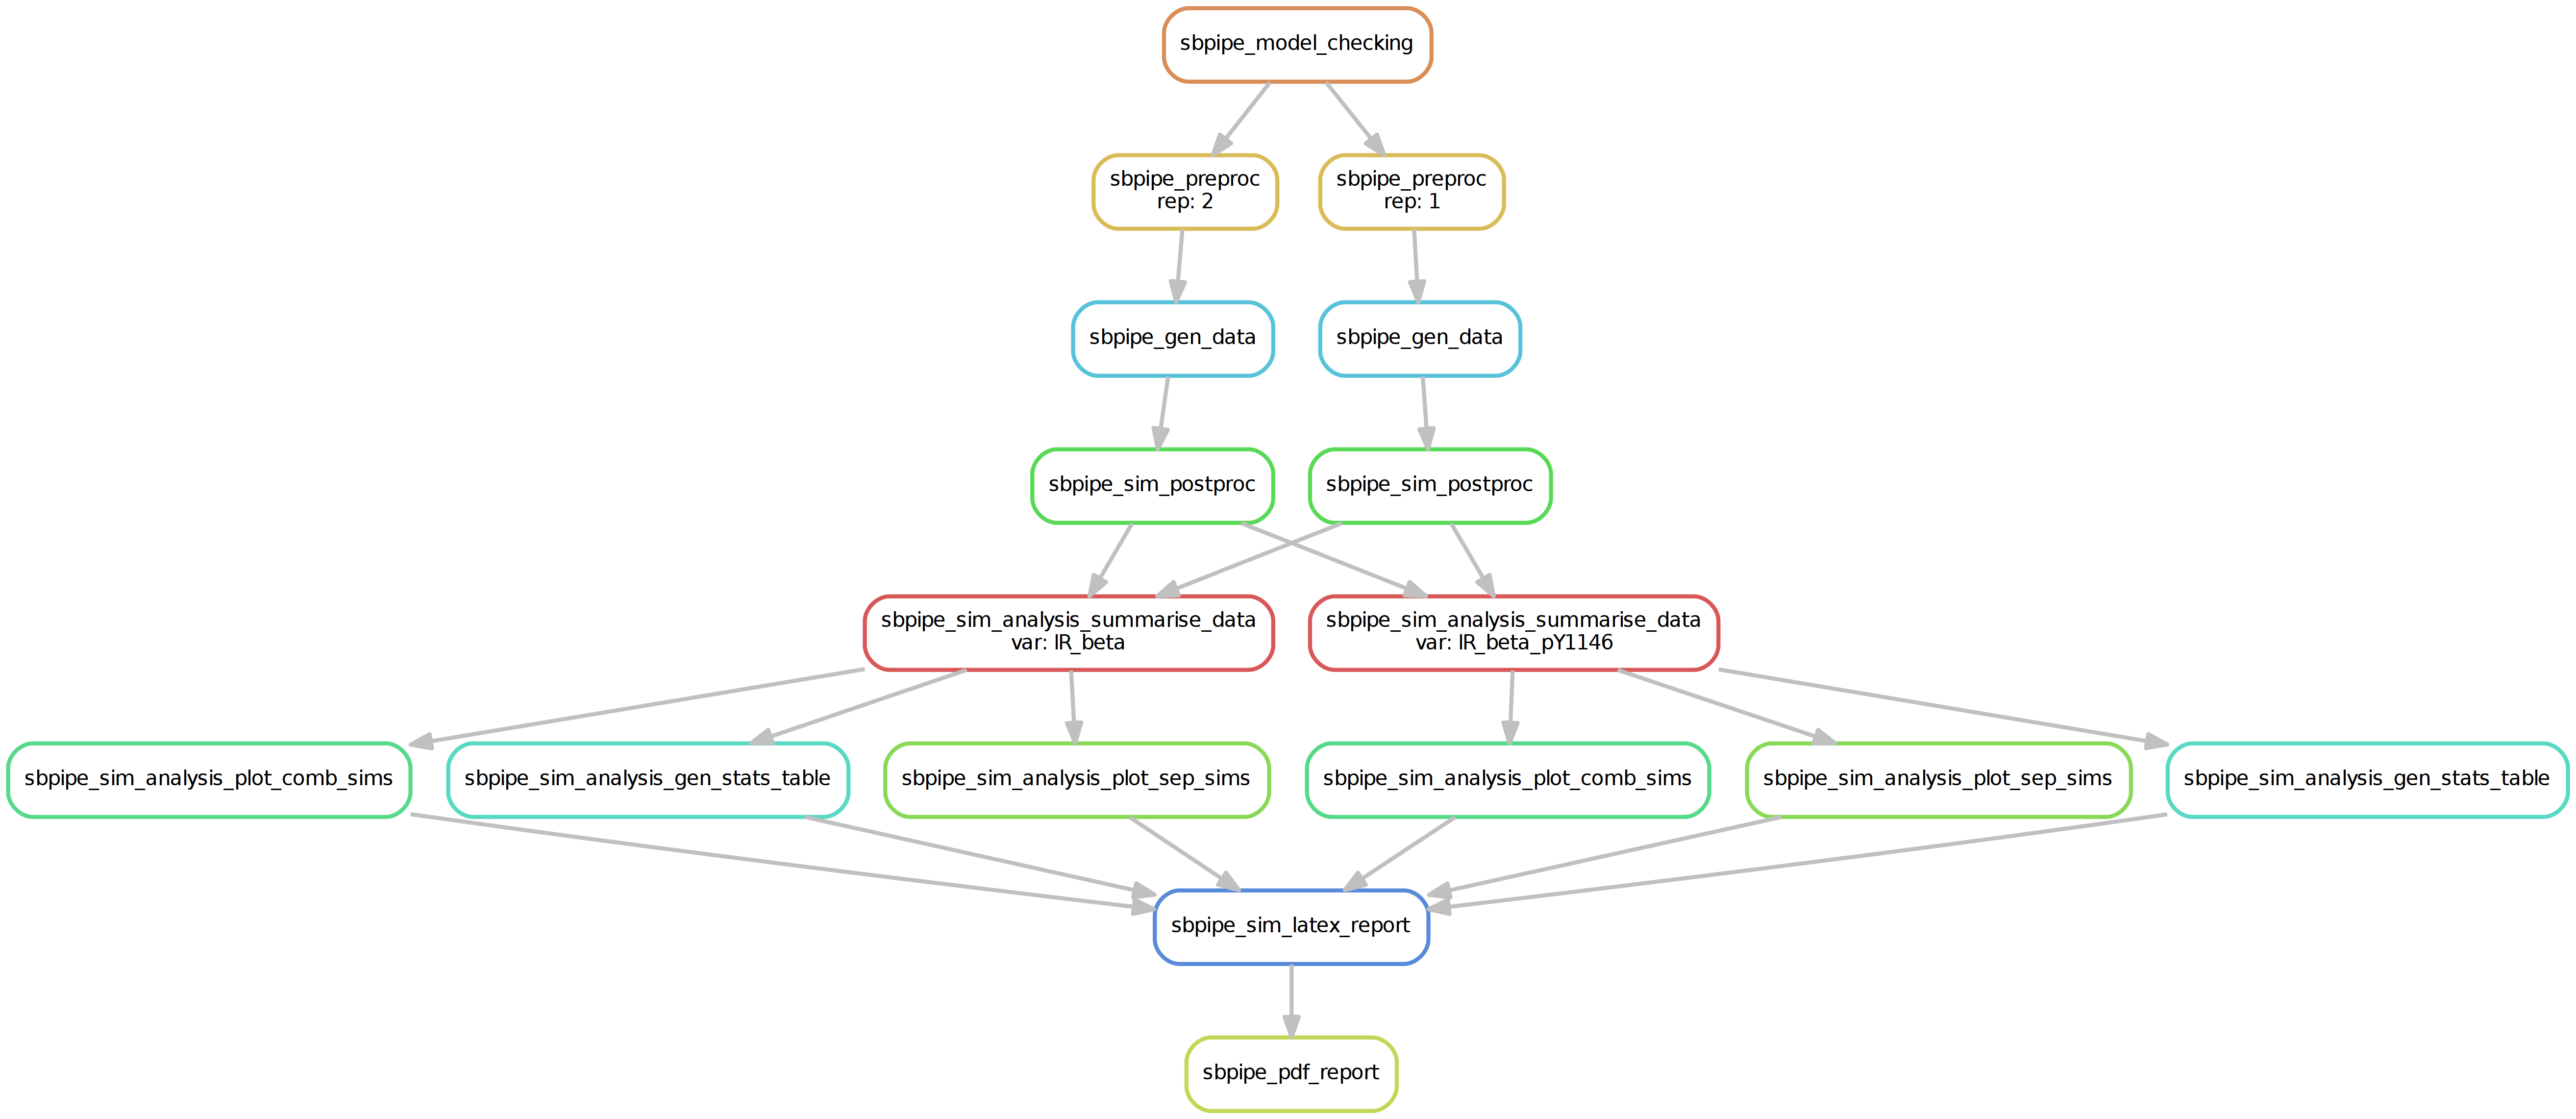 sbpipe_model_checking
sbpipe_preproc
rep: 2
sbpipe_preproc
rep: 1
sbpipe_gen_data
sbpipe_gen_data
sbpipe_sim_postproc
sbpipe_sim_postproc
sbpipe_sim_analysis_summarise_data
var: IR_beta
sbpipe_sim_analysis_summarise_data
var: IR_beta_pY1146
sbpipe_sim_analysis_plot_comb_sims
sbpipe_sim_analysis_gen_stats_table
sbpipe_sim_analysis_plot_sep_sims
sbpipe_sim_analysis_plot_comb_sims
sbpipe_sim_analysis_plot_sep_sims
sbpipe_sim_analysis_gen_stats_table
sbpipe_sim_latex_report
sbpipe_pdf_report